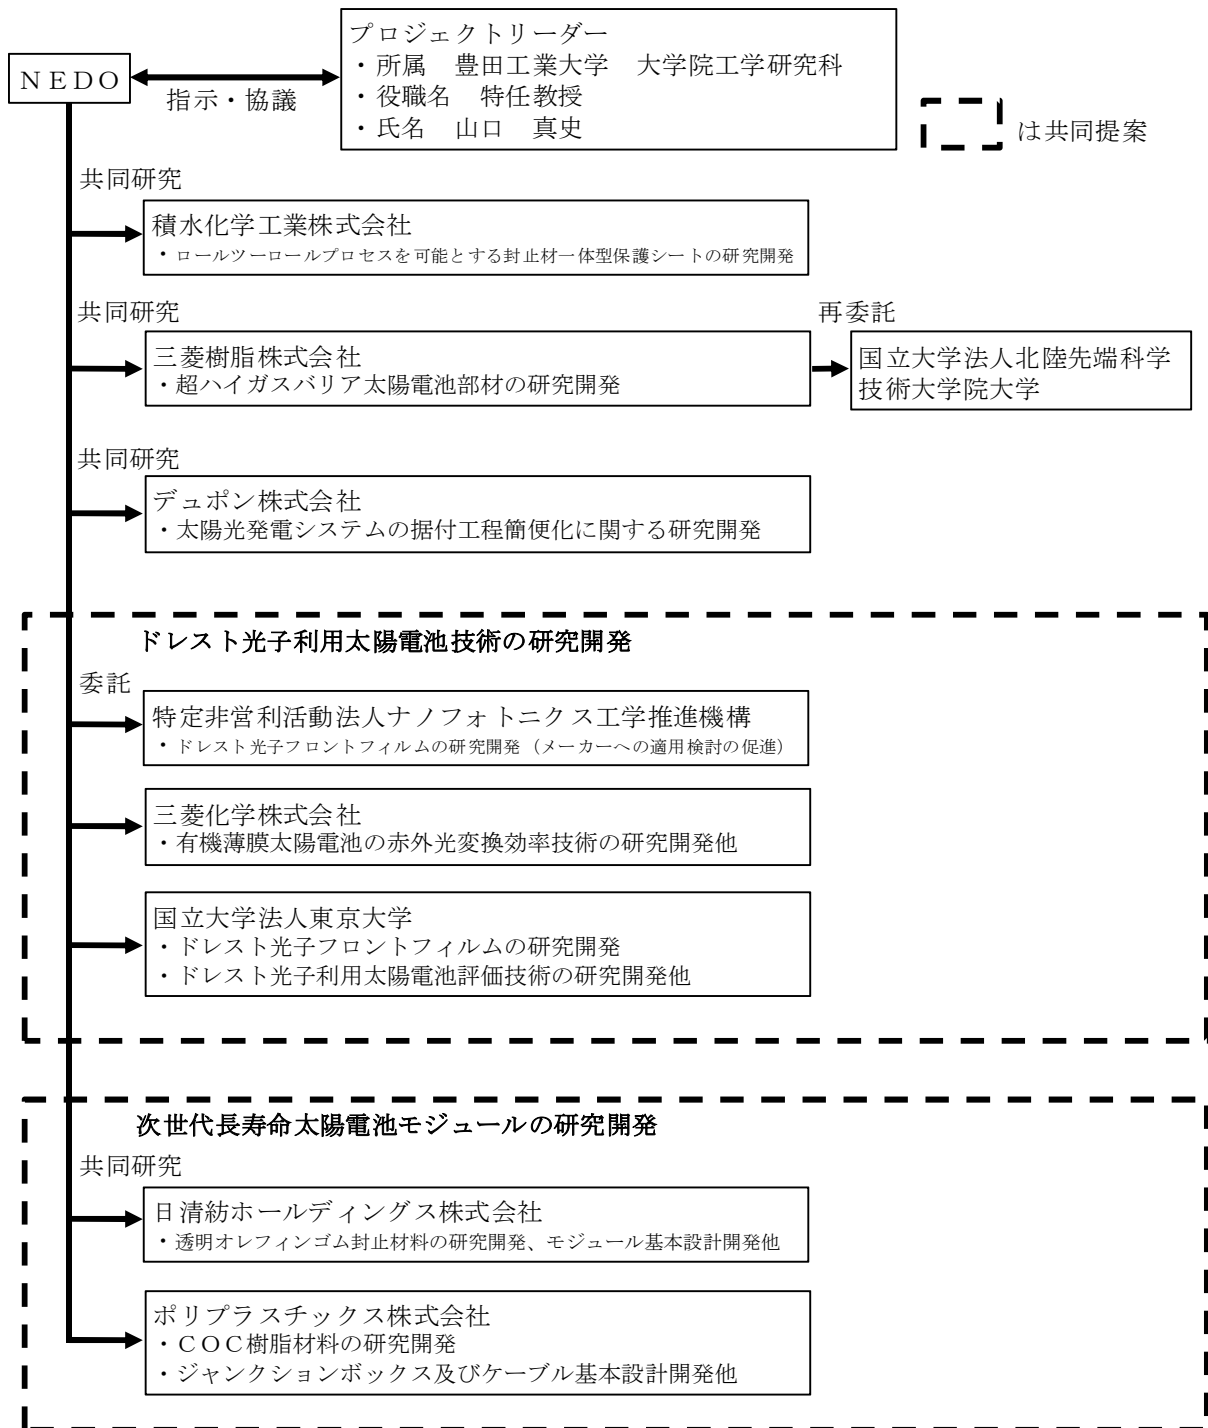 プロジェクトリーダー
・所属　豊田工業大学　大学院工学研究科
・役職名　特任教授
・氏名　山口　真史
ＮＥＤＯ
指示・協議
は共同提案
共同研究
積水化学工業株式会社
・ロールツーロールプロセスを可能とする封止材一体型保護シートの研究開発
共同研究
三菱樹脂株式会社
・超ハイガスバリア太陽電池部材の研究開発
再委託
国立大学法人北陸先端科学
技術大学院大学
共同研究
デュポン株式会社
・太陽光発電システムの据付工程簡便化に関する研究開発
ドレスト光子利用太陽電池技術の研究開発
委託
特定非営利活動法人ナノフォトニクス工学推進機構
・ドレスト光子フロントフィルムの研究開発（メーカーへの適用検討の促進）
三菱化学株式会社
・有機薄膜太陽電池の赤外光変換効率技術の研究開発他
国立大学法人東京大学
・ドレスト光子フロントフィルムの研究開発
・ドレスト光子利用太陽電池評価技術の研究開発他
次世代長寿命太陽電池モジュールの研究開発
共同研究
日清紡ホールディングス株式会社
・透明オレフィンゴム封止材料の研究開発、モジュール基本設計開発他
ポリプラスチックス株式会社
・ＣＯＣ樹脂材料の研究開発
・ジャンクションボックス及びケーブル基本設計開発他